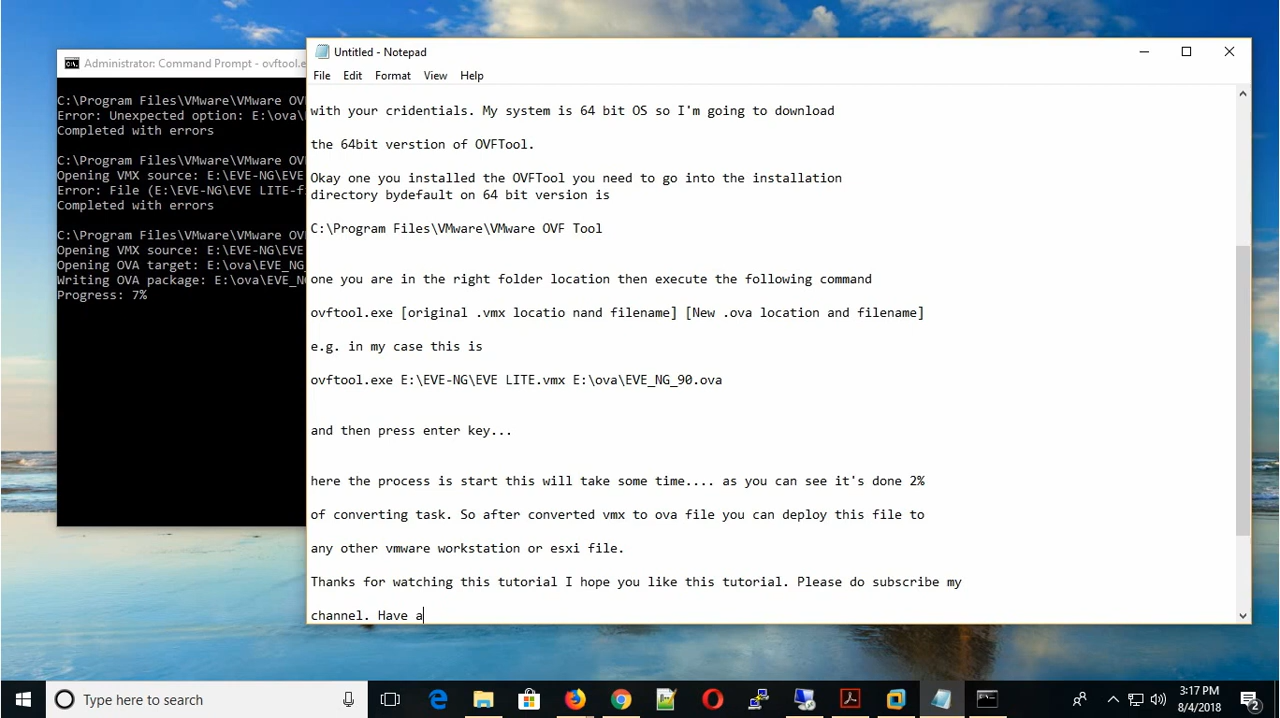 Administrator: Command Prompt - ovftool.e
C:\Program Files\VMware\VMware OV
Error: Unexpected option: E:\ova\
Completed with errors
C:\Program Files\VMware\VMware OV
Opening VMX source: E:\EVE-NG\EVE
Error: File (E:\EVE-NG\EVE LITE-f
Completed with errors
C:\Program Files\VMware\VMware OV
Opening VMX source: E:\EVE-NG\EVE
Opening OVA target: E:\ova\EVE_NG
Writing OVA package: E:\ova\EVE_N
Progress: 7%
Untitled - Notepad
File Edit Format View Help
with your cridentials. My system is 64 bit OS so I'm going to download
the 64bit verstion of OVFTool.
Okay one you installed the OVFTool you need to go into the installation
directory bydefault on 64 bit version is
C:\Program Files\VMware\VMware OVF Tool
one you are in the right folder location then execute the following command
ovftool.exe [original .vmx locatio nand filename] [New .ova location and filename]
e.g. in my case this is
ovftool.exe E:\EVE-NG\EVE LITE.vmx E:\ova\EVE_NG_90.ova
and then press enter key...
here the process is start this will take some time.... as you can see it's done 2%
of converting task. So after converted vmx to ova file you can deploy this file to
any other vmware workstation or esxi file.
Thanks for watching this tutorial I hope you like this tutorial. Please do subscribe my
channel. Have a
Type here to search
3:17 PM
8/4/2018
2